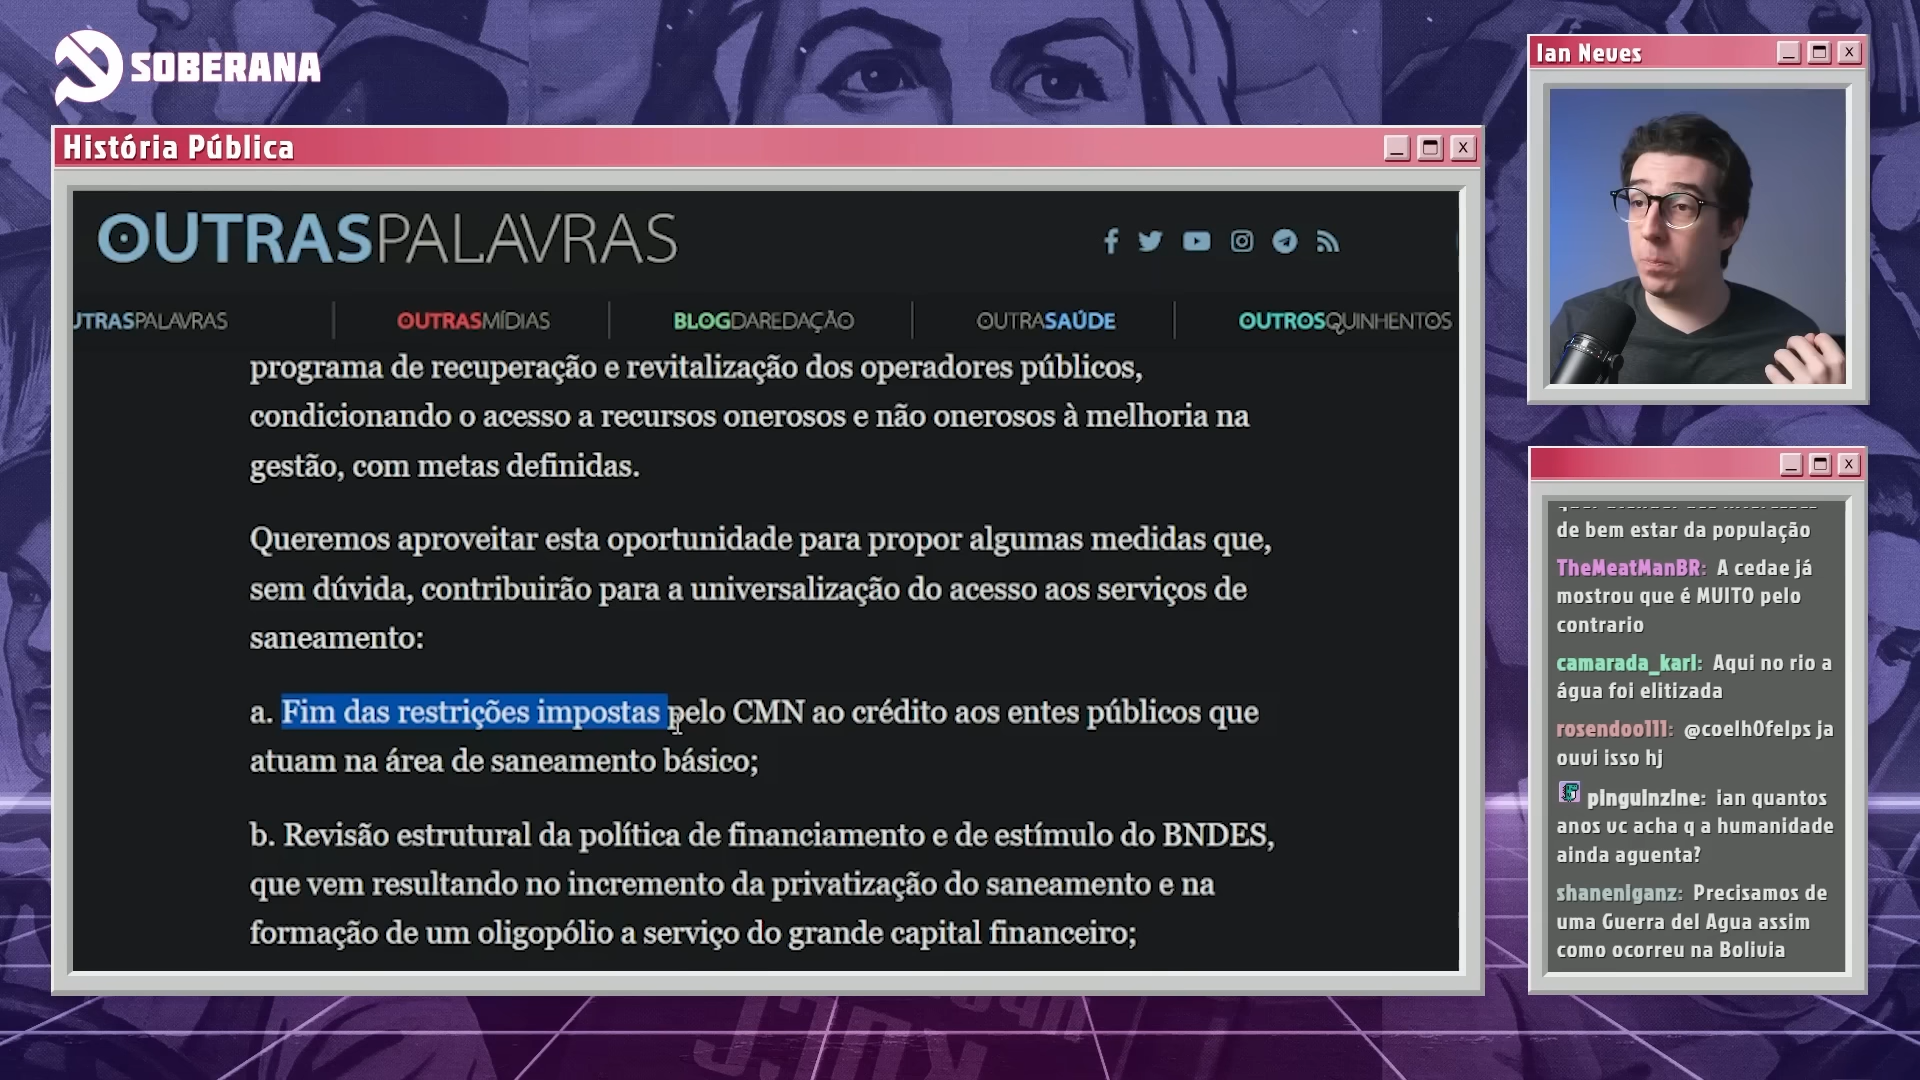 SOBERANA
História Pública
OUTRASPALAVRAS
UTRASPALAVRAS
OUTRASMÍDIAS
BLOGDAREDAÇÃO
OUTRASAÚDE
OUTROSQUINHENTOS
programa de recuperação e revitalização dos operadores públicos,
condicionando o acesso a recursos onerosos e não onerosos à melhoria na
gestão, com metas definidas.
Queremos aproveitar esta oportunidade para propor algumas medidas que,
sem dúvida, contribuirão para a universalização do acesso aos serviços de
saneamento:
a. Fim das restrições impostas pelo CMN ao crédito aos entes públicos que
atuam na área de saneamento básico;
b. Revisão estrutural da política de financiamento e de estímulo do BNDES,
que vem resultando no incremento da privatização do saneamento e na
formação de um oligopólio a serviço do grande capital financeiro;
Ian Neves
de bem estar da população
TheMeatManBR: A cedae já
mostrou que é MUITO pelo
contrario
camarada_karl: Aqui no rio a
água foi elitizada
rosendoo111: @coelh0felps ja
ouvi isso hj
pinguinzine: ian quantos
anos vc acha q a humanidade
ainda aguenta?
shaneniganz: Precisamos de
uma Guerra del Agua assim
como ocorreu na Bolivia